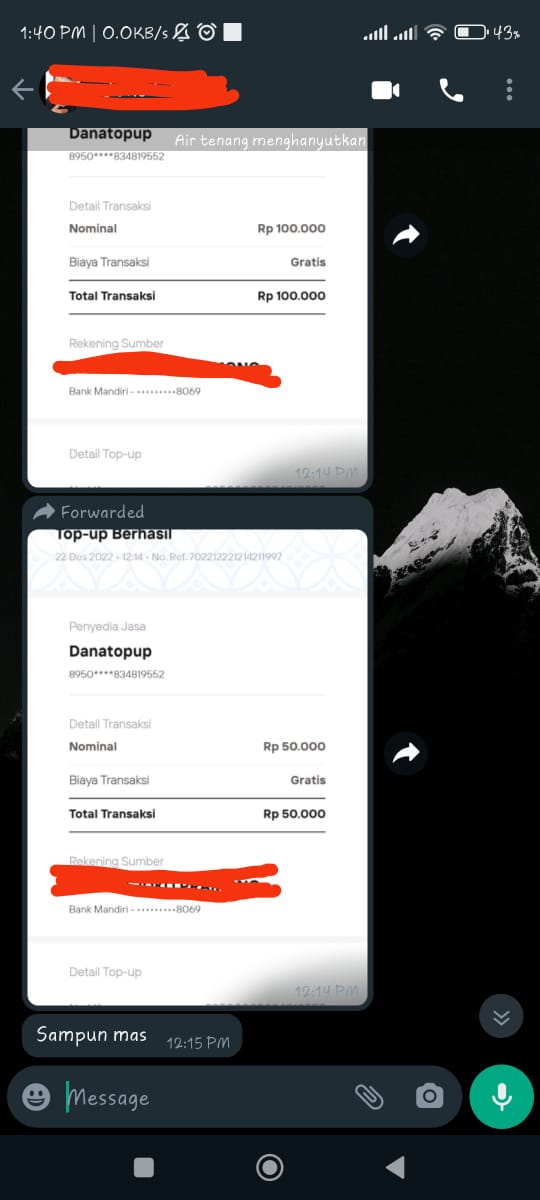 1:40 PM | 0.0KB/s
43%
Danatopup
Air tenang menghanyutkan
8950****834819552
Detail Transaksi
Nominal Rp 100.000
Biaya Transaksi Gratis
Total Transaksi Rp 100.000
Rekening Sumber
Bank Mandiri - •••••••••8069
Detail Top-up
12:14 PM
Forwarded
Top-up Berhasil
22 Des 2022 • 12:14 • No. Ref. 702212221214211997
Penyedia Jasa
Danatopup
8950****834819552
Detail Transaksi
Nominal Rp 50.000
Biaya Transaksi Gratis
Total Transaksi Rp 50.000
Rekening Sumber
Bank Mandiri - •••••••••8069
Detail Top-up
12:14 PM
Sampun mas 12:15 PM
Message